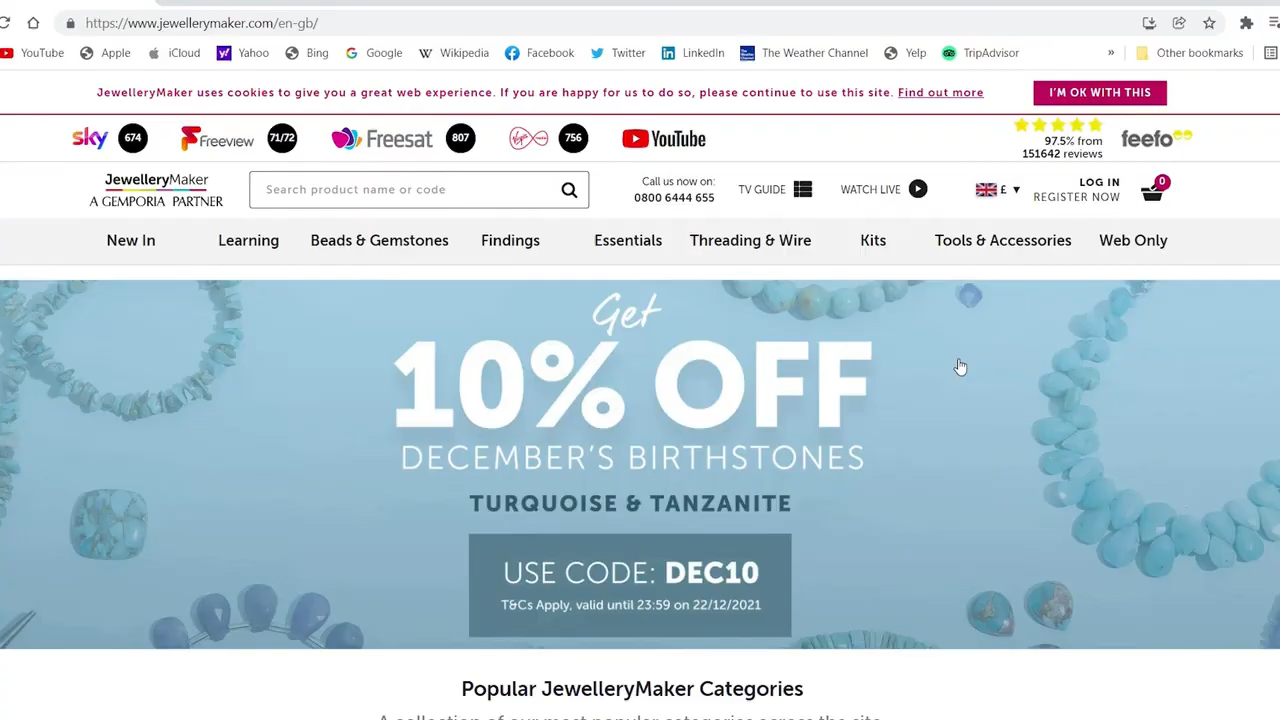 https://www.jewellerymaker.com/en-gb/
YouTube Apple iCloud Yahoo Bing Google Wikipedia Facebook Twitter LinkedIn The Weather Channel Yelp TripAdvisor » Other bookmarks
JewelleryMaker uses cookies to give you a great web experience. If you are happy for us to do so, please continue to use this site. Find out more
I'M OK WITH THIS
sky 674 Freeview 71/72 freesat 807 756 YouTube
97.5% from
151642 reviews
feefo
JewelleryMaker
A GEMPORIA PARTNER
Search product name or code
Call us now on:
0800 6444 655
TV GUIDE
WATCH LIVE
£
LOG IN
REGISTER NOW
0
New In Learning Beads & Gemstones Findings Essentials Threading & Wire Kits Tools & Accessories Web Only
Get
10% OFF
DECEMBER'S BIRTHSTONES
TURQUOISE & TANZANITE
USE CODE: DEC10
T&Cs Apply, valid until 23:59 on 22/12/2021
Popular JewelleryMaker Categories
A collection of our most popular categories across the site